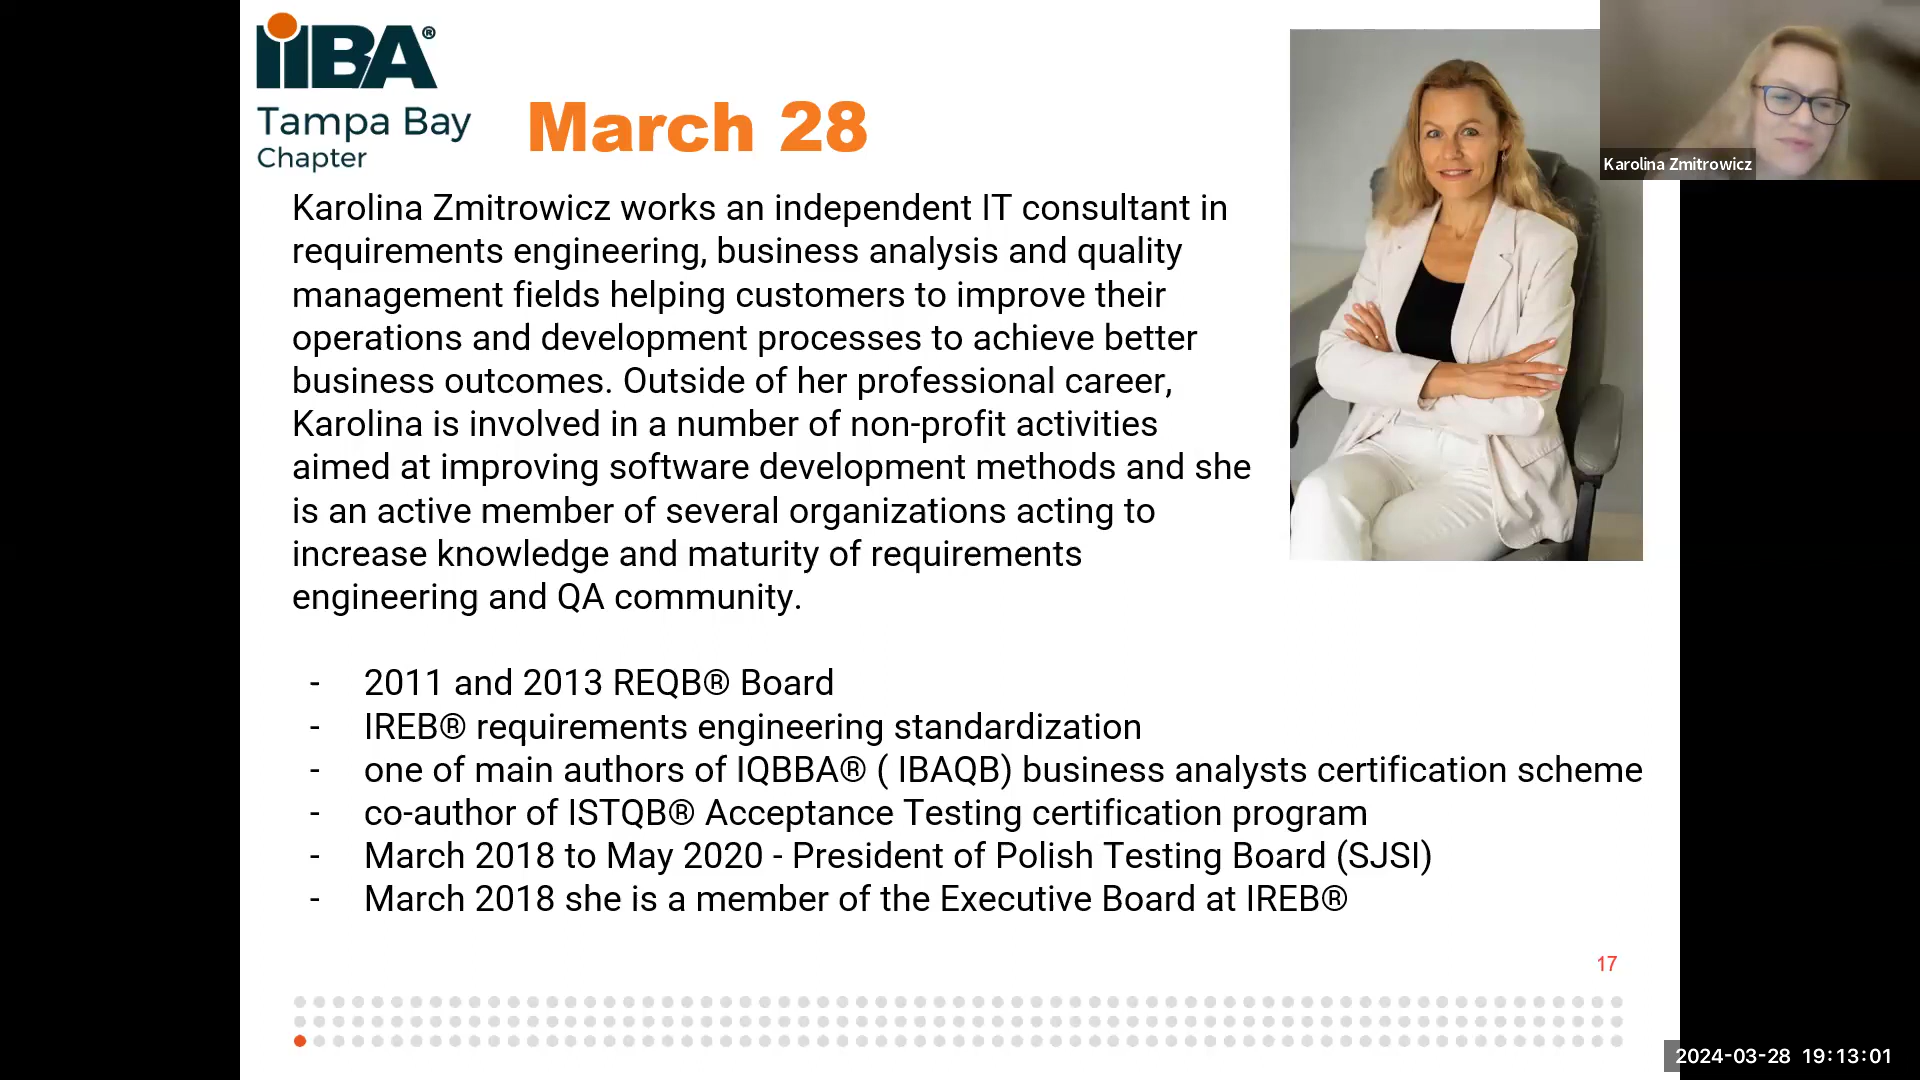 iiBA®
Tampa Bay
Chapter
March 28
Karolina Zmitrowicz
Karolina Zmitrowicz works an independent IT consultant in
requirements engineering, business analysis and quality
management fields helping customers to improve their
operations and development processes to achieve better
business outcomes. Outside of her professional career,
Karolina is involved in a number of non-profit activities
aimed at improving software development methods and she
is an active member of several organizations acting to
increase knowledge and maturity of requirements
engineering and QA community.
- 2011 and 2013 REQB® Board
- IREB® requirements engineering standardization
- one of main authors of IQBBA® ( IBAQB) business analysts certification scheme
- co-author of ISTQB® Acceptance Testing certification program
- March 2018 to May 2020 - President of Polish Testing Board (SJSI)
- March 2018 she is a member of the Executive Board at IREB®
17
2024-03-28 19:13:01